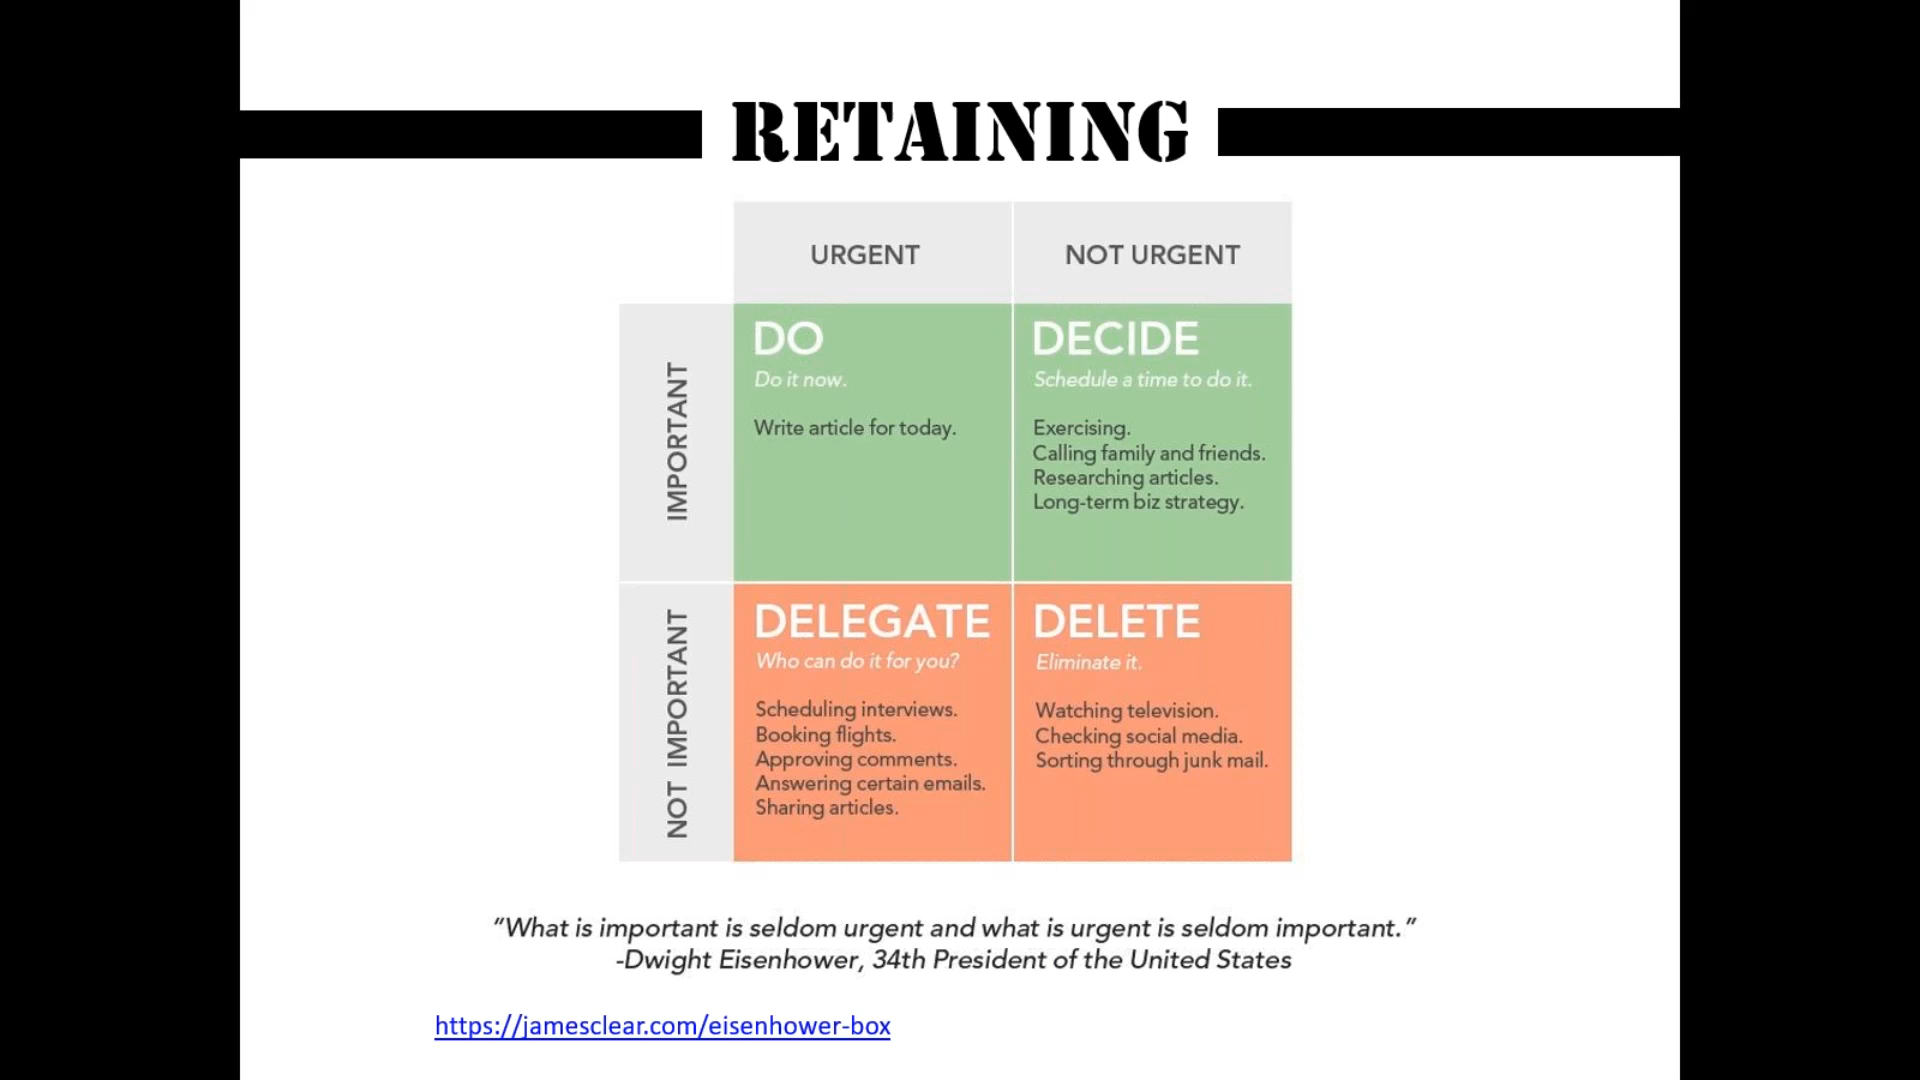 RETAINING
URGENT
NOT URGENT
IMPORTANT
DO
Do it now.
Write article for today.
DECIDE
Schedule a time to do it.
Exercising.
Calling family and friends.
Researching articles.
Long-term biz strategy.
NOT IMPORTANT
DELEGATE
Who can do it for you?
Scheduling interviews.
Booking flights.
Approving comments.
Answering certain emails.
Sharing articles.
DELETE
Eliminate it.
Watching television.
Checking social media.
Sorting through junk mail.
“What is important is seldom urgent and what is urgent is seldom important.”
-Dwight Eisenhower, 34th President of the United States
https://jamesclear.com/eisenhower-box